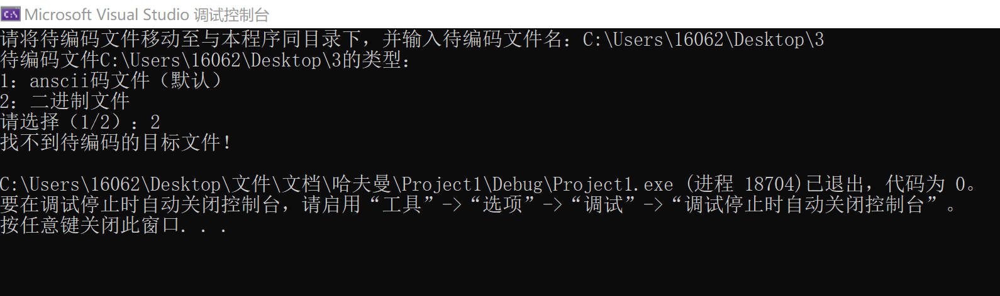 Microsoft Visual Studio 调试控制台
请将待编码文件移动至与本程序同目录下，并输入待编码文件名：C:\Users\16062\Desktop\3
待编码文件C:\Users\16062\Desktop\3的类型：
1：anscii码文件（默认）
2：二进制文件
请选择（1/2）：2
找不到待编码的目标文件！
C:\Users\16062\Desktop\文件\文档\哈夫曼\Project1\Debug\Project1.exe (进程 18704)已退出，代码为 0。
要在调试停止时自动关闭控制台，请启用“工具”->“选项”->“调试”->“调试停止时自动关闭控制台”。
按任意键关闭此窗口. . .